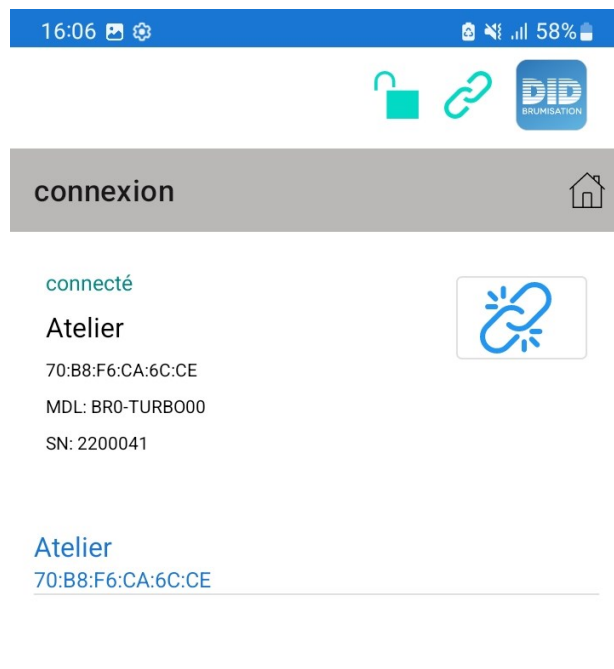 16:06 58%
DID
BRUMISATION
connexion
connecté
Atelier
70:B8:F6:CA:6C:CE
MDL: BR0-TURBO00
SN: 2200041
Atelier
70:B8:F6:CA:6C:CE